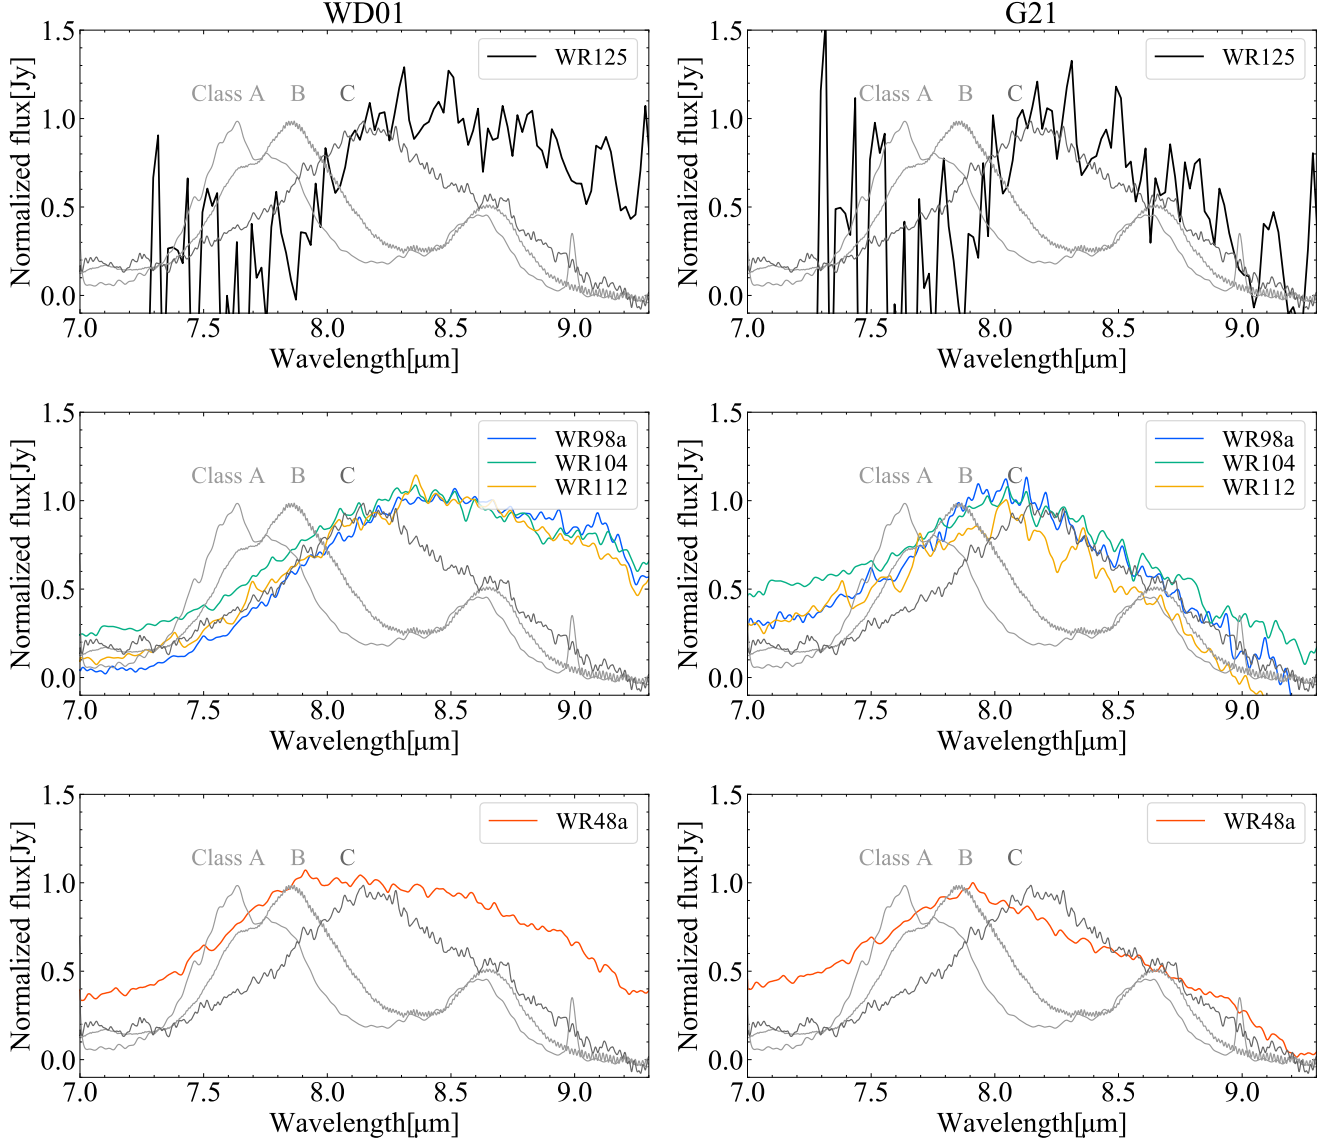 WD01
G21
1.5
1.0
0.5
0.0
Normalized flux[Jy]
Class A B C
WR125
7.0 7.5 8.0 8.5 9.0
Wavelength[μm]
1.5
1.0
0.5
0.0
Normalized flux[Jy]
Class A B C
WR125
7.0 7.5 8.0 8.5 9.0
Wavelength[μm]
1.5
1.0
0.5
0.0
Normalized flux[Jy]
Class A B C
WR98a
WR104
WR112
7.0 7.5 8.0 8.5 9.0
Wavelength[μm]
1.5
1.0
0.5
0.0
Normalized flux[Jy]
Class A B C
WR98a
WR104
WR112
7.0 7.5 8.0 8.5 9.0
Wavelength[μm]
1.5
1.0
0.5
0.0
Normalized flux[Jy]
Class A B C
WR48a
7.0 7.5 8.0 8.5 9.0
Wavelength[μm]
1.5
1.0
0.5
0.0
Normalized flux[Jy]
Class A B C
WR48a
7.0 7.5 8.0 8.5 9.0
Wavelength[μm]